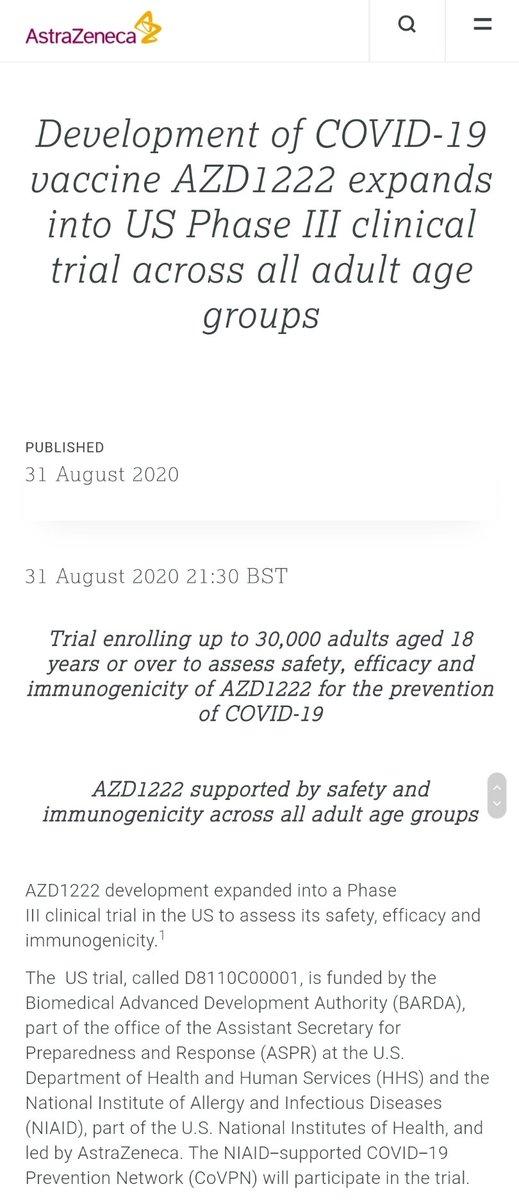 AstraZeneca
Development of COVID-19
vaccine AZD1222 expands
into US Phase III clinical
trial across all adult age
groups
PUBLISHED
31 August 2020
31 August 2020 21:30 BST
Trial enrolling up to 30,000 adults aged 18
years or over to assess safety, efficacy and
immunogenicity of AZD1222 for the prevention
of COVID-19
AZD1222 supported by safety and
immunogenicity across all adult age groups
AZD1222 development expanded into a Phase
III clinical trial in the US to assess its safety, efficacy and
immunogenicity.1
The US trial, called D8110C00001, is funded by the
Biomedical Advanced Development Authority (BARDA),
part of the office of the Assistant Secretary for
Preparedness and Response (ASPR) at the U.S.
Department of Health and Human Services (HHS) and the
National Institute of Allergy and Infectious Diseases
(NIAID), part of the U.S. National Institutes of Health, and
led by AstraZeneca. The NIAID-supported COVID-19
Prevention Network (CoVPN) will participate in the trial.